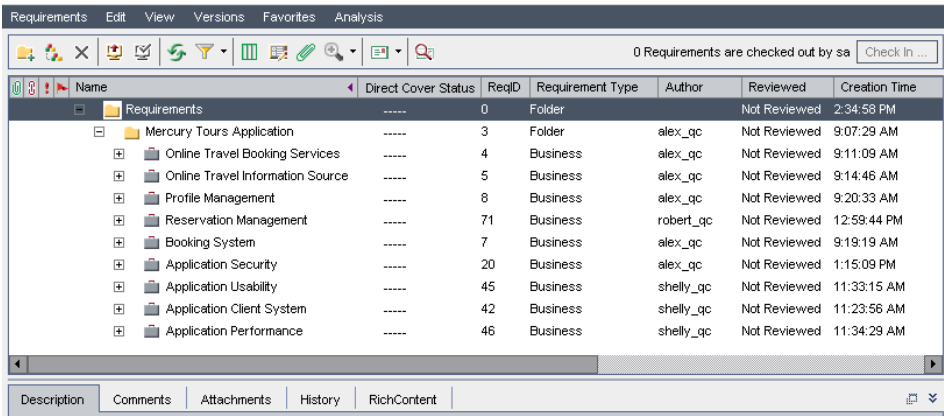 Requirements Edit View Versions Favorites Analysis
0 Requirements are checked out by sa Check In ...
Name Direct Cover Status ReqID Requirement Type Author Reviewed Creation Time
Requirements ----- 0 Folder Not Reviewed 2:34:58 PM
Mercury Tours Application ----- 3 Folder alex_qc Not Reviewed 9:07:29 AM
Online Travel Booking Services ----- 4 Business alex_qc Not Reviewed 9:11:09 AM
Online Travel Information Source ----- 5 Business alex_qc Not Reviewed 9:14:46 AM
Profile Management ----- 8 Business alex_qc Not Reviewed 9:20:33 AM
Reservation Management ----- 71 Business robert_qc Not Reviewed 12:59:44 PM
Booking System ----- 7 Business alex_qc Not Reviewed 9:19:19 AM
Application Security ----- 20 Business alex_qc Not Reviewed 1:15:09 PM
Application Usability ----- 45 Business shelly_qc Not Reviewed 11:33:15 AM
Application Client System ----- 42 Business shelly_qc Not Reviewed 11:23:56 AM
Application Performance ----- 46 Business shelly_qc Not Reviewed 11:34:29 AM
Description Comments Attachments History RichContent